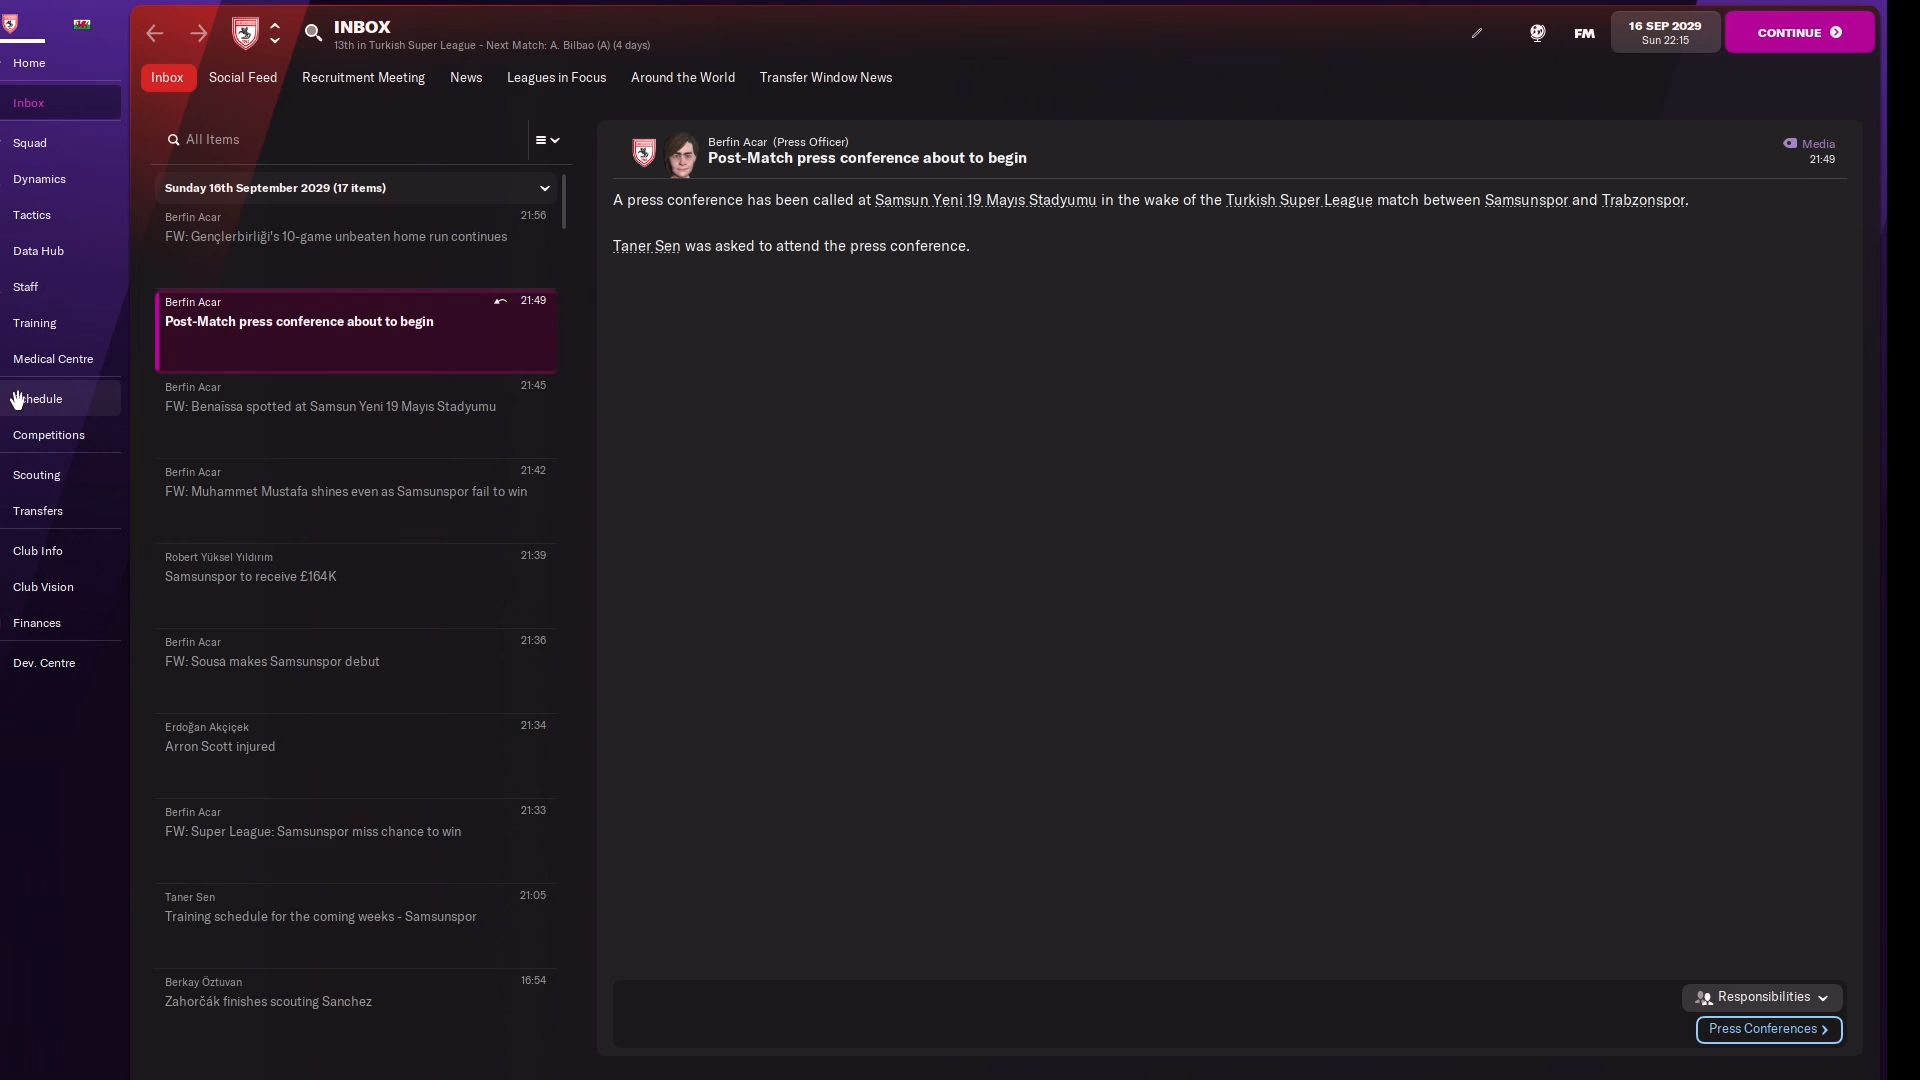 INBOX
13th in Turkish Super League - Next Match: A. Bilbao (A) (4 days)
FM
16 SEP 2029
Sun 22:15
CONTINUE
Inbox
Social Feed
Recruitment Meeting
News
Leagues in Focus
Around the World
Transfer Window News
Home
Inbox
Squad
Dynamics
Tactics
Data Hub
Staff
Training
Medical Centre
hedule
Competitions
Scouting
Transfers
Club Info
Club Vision
Finances
Dev. Centre
All Items
Sunday 16th September 2029 (17 items)
Berfin Acar 21:56
FW: Gençlerbirliği's 10-game unbeaten home run continues
Berfin Acar 21:49
Post-Match press conference about to begin
Berfin Acar 21:45
FW: Benaïssa spotted at Samsun Yeni 19 Mayıs Stadyumu
Berfin Acar 21:42
FW: Muhammet Mustafa shines even as Samsunspor fail to win
Robert Yüksel Yıldırım 21:39
Samsunspor to receive £164K
Berfin Acar 21:36
FW: Sousa makes Samsunspor debut
Erdoğan Akçiçek 21:34
Arron Scott injured
Berfin Acar 21:33
FW: Super League: Samsunspor miss chance to win
Taner Sen 21:05
Training schedule for the coming weeks - Samsunspor
Berkay Öztuvan 16:54
Zahorčák finishes scouting Sanchez
Berfin Acar (Press Officer)
Post-Match press conference about to begin
Media
21:49
A press conference has been called at Samsun Yeni 19 Mayıs Stadyumu in the wake of the Turkish Super League match between Samsunspor and Trabzonspor.
Taner Sen was asked to attend the press conference.
Responsibilities
Press Conferences